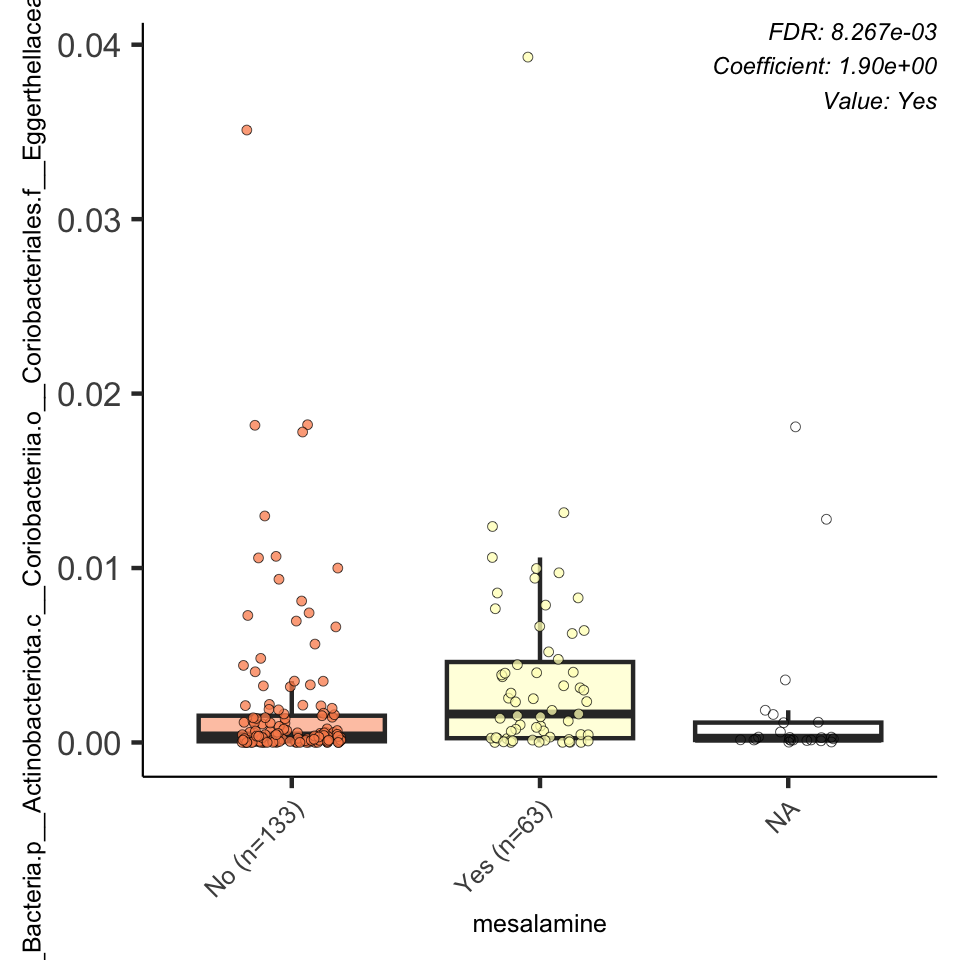 FDR: 8.267e-03
Coefficient: 1.90e+00
Value: Yes
_Bacteria.p__Actinobacteriota.c__Coriobacteriia.o__Coriobacteriales.f__Eggerthellacea
0.04
0.03
0.02
0.01
0.00
No (n=133)
Yes (n=63)
NA
mesalamine